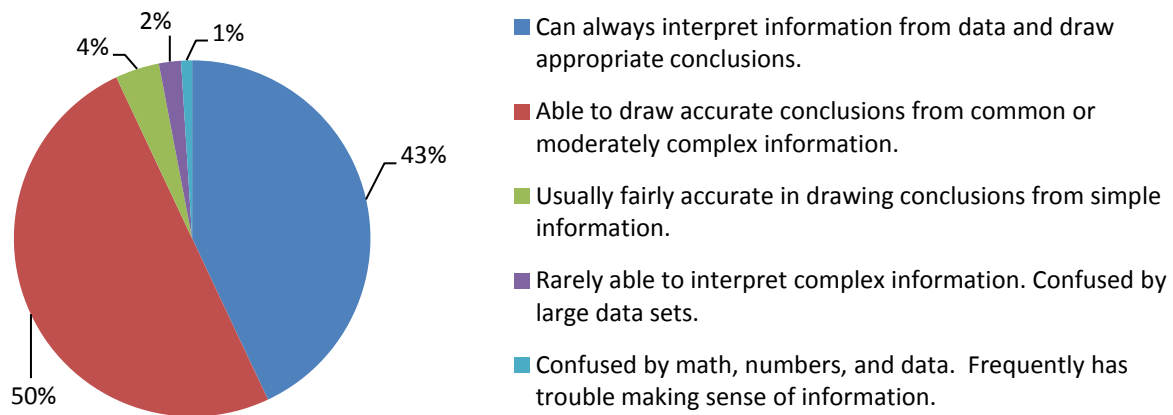 2%
1%
4%
43%
50%
Can always interpret information from data and draw
appropriate conclusions.
Able to draw accurate conclusions from common or
moderately complex information.
Usually fairly accurate in drawing conclusions from simple
information.
Rarely able to interpret complex information. Confused by
large data sets.
Confused by math, numbers, and data.  Frequently has
trouble making sense of information.